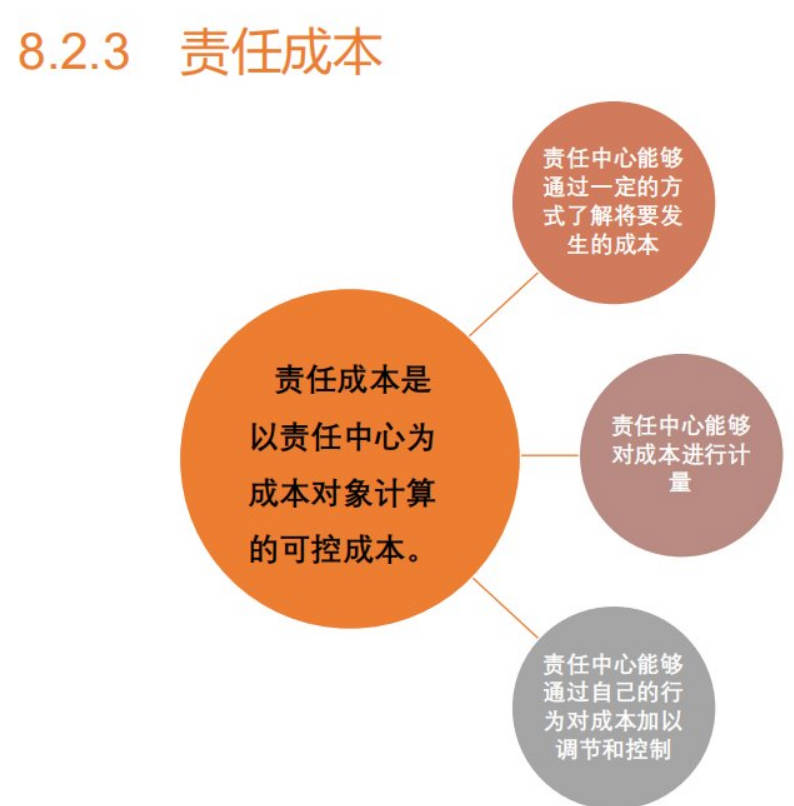 8.2.3 责任成本
责任中心能够
通过一定的方
式了解将要发
生的成本
责任成本是
以责任中心为
成本对象计算
的可控成本。
责任中心能够
对成本进行计
量
责任中心能够
通过自己的行
为对成本加以
调节和控制